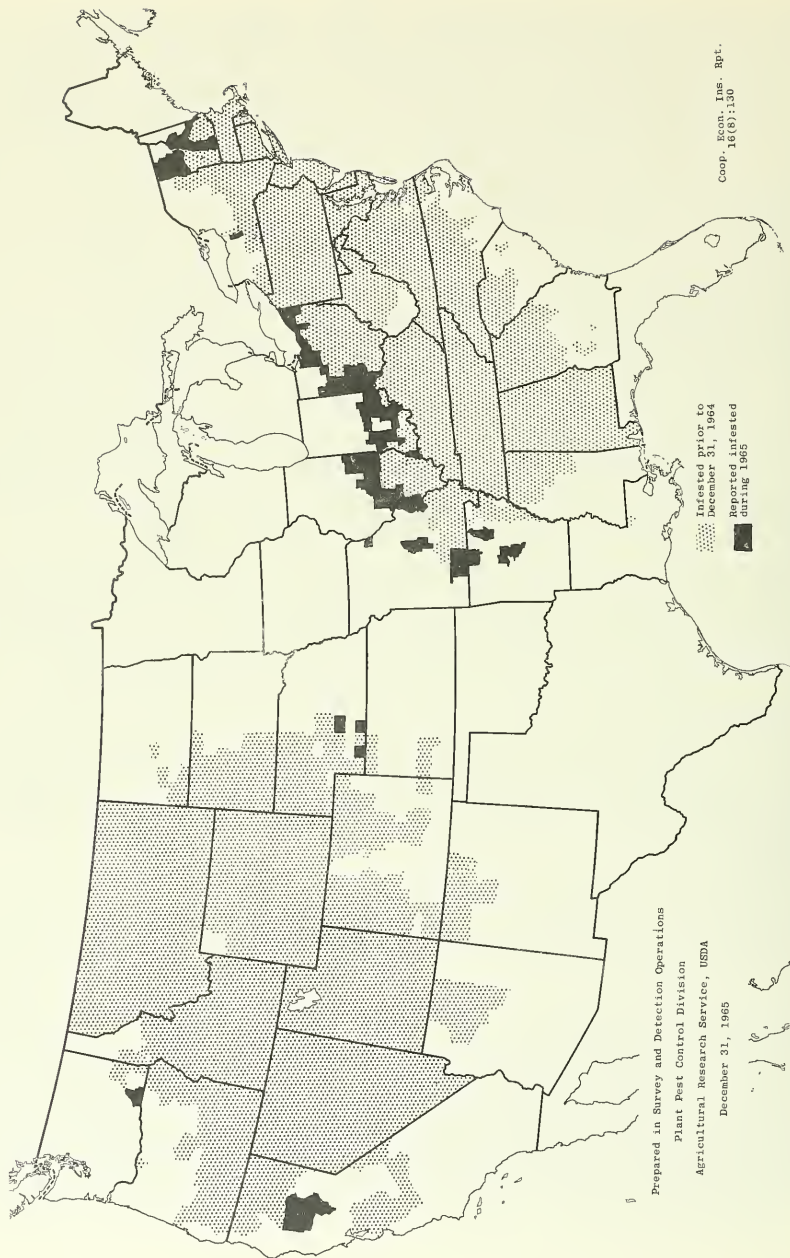 Coop. Econ. Ins. Rpt.
16(8):130
Infested prior to
December 31, 1964
Reported infested
during 1965
Prepared in Survey and Detection Operations
Plant Pest Control Division
Agricultural Research Service, USDA
December 31, 1965